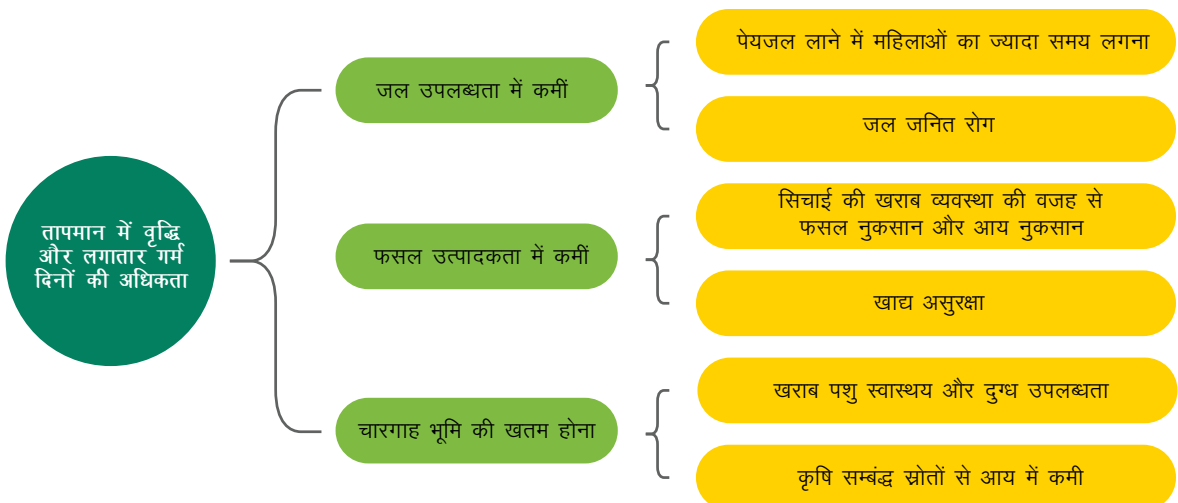 तापमान में वृद्धि
और लगातार गर्म
दिनों की अधिकता
जल उपलब्धता में कमीं
पेयजल लाने में महिलाओं का ज्यादा समय लगना
जल जनित रोग
फसल उत्पादकता में कमीं
सिचाई की खराब व्यवस्था की वजह से
फसल नुकसान और आय नुकसान
खाद्य असुरक्षा
चारगाह भूमि की खतम होना
खराब पशु स्वास्थय और दुग्ध उपलब्धता
कृषि सम्बंद्ध स्रोतों से आय में कमी